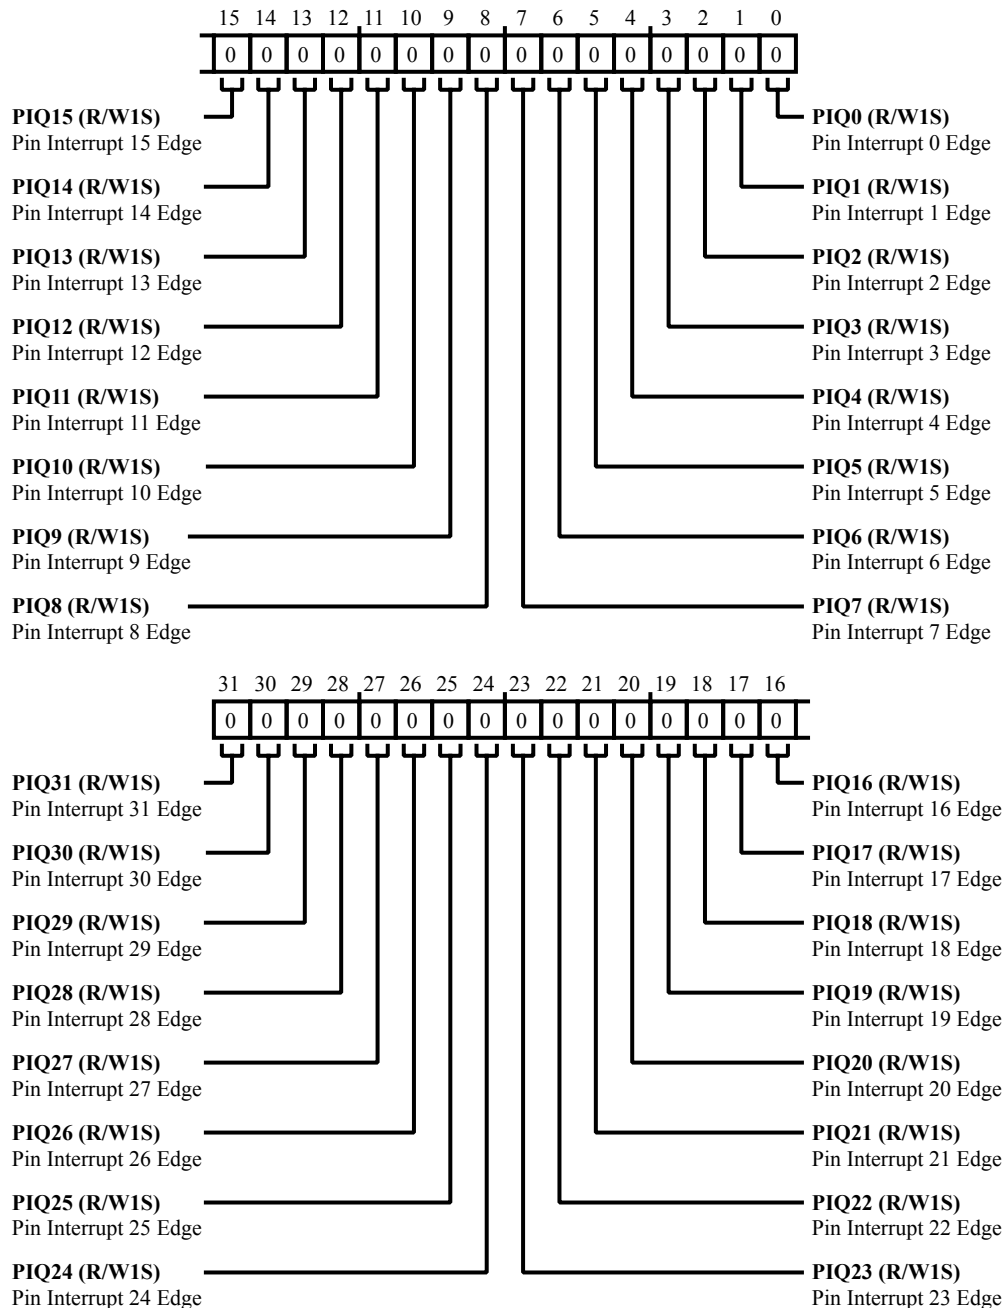 15 14 13 12 11 10 9 8 7 6 5 4 3 2 1 0
0 0 0 0 0 0 0 0 0 0 0 0 0 0 0 0
PIQ15 (R/W1S)
Pin Interrupt 15 Edge
PIQ14 (R/W1S)
Pin Interrupt 14 Edge
PIQ13 (R/W1S)
Pin Interrupt 13 Edge
PIQ12 (R/W1S)
Pin Interrupt 12 Edge
PIQ11 (R/W1S)
Pin Interrupt 11 Edge
PIQ10 (R/W1S)
Pin Interrupt 10 Edge
PIQ9 (R/W1S)
Pin Interrupt 9 Edge
PIQ8 (R/W1S)
Pin Interrupt 8 Edge
PIQ0 (R/W1S)
Pin Interrupt 0 Edge
PIQ1 (R/W1S)
Pin Interrupt 1 Edge
PIQ2 (R/W1S)
Pin Interrupt 2 Edge
PIQ3 (R/W1S)
Pin Interrupt 3 Edge
PIQ4 (R/W1S)
Pin Interrupt 4 Edge
PIQ5 (R/W1S)
Pin Interrupt 5 Edge
PIQ6 (R/W1S)
Pin Interrupt 6 Edge
PIQ7 (R/W1S)
Pin Interrupt 7 Edge
31 30 29 28 27 26 25 24 23 22 21 20 19 18 17 16
0 0 0 0 0 0 0 0 0 0 0 0 0 0 0 0
PIQ31 (R/W1S)
Pin Interrupt 31 Edge
PIQ30 (R/W1S)
Pin Interrupt 30 Edge
PIQ29 (R/W1S)
Pin Interrupt 29 Edge
PIQ28 (R/W1S)
Pin Interrupt 28 Edge
PIQ27 (R/W1S)
Pin Interrupt 27 Edge
PIQ26 (R/W1S)
Pin Interrupt 26 Edge
PIQ25 (R/W1S)
Pin Interrupt 25 Edge
PIQ24 (R/W1S)
Pin Interrupt 24 Edge
PIQ16 (R/W1S)
Pin Interrupt 16 Edge
PIQ17 (R/W1S)
Pin Interrupt 17 Edge
PIQ18 (R/W1S)
Pin Interrupt 18 Edge
PIQ19 (R/W1S)
Pin Interrupt 19 Edge
PIQ20 (R/W1S)
Pin Interrupt 20 Edge
PIQ21 (R/W1S)
Pin Interrupt 21 Edge
PIQ22 (R/W1S)
Pin Interrupt 22 Edge
PIQ23 (R/W1S)
Pin Interrupt 23 Edge